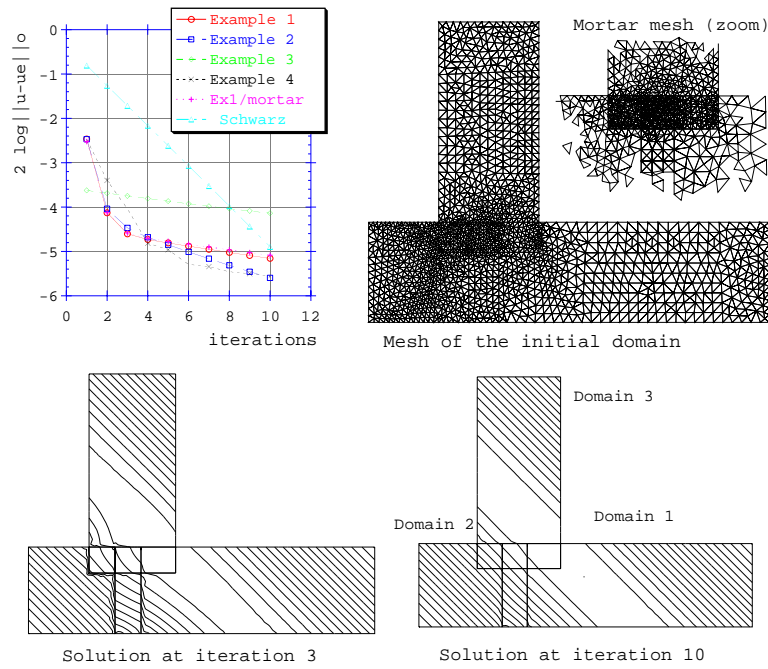 2 log||u-ue||o
0
-1
-2
-3
-4
-5
-6
0 2 4 6 8 10 12
iterations
Example 1
Example 2
Example 3
Example 4
Ex1/mortar
Schwarz
Mortar mesh (zoom)
Mesh of the initial domain
Solution at iteration 3
Domain 3
Domain 2
Domain 1
Solution at iteration 10